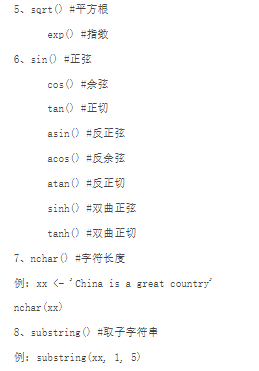 5、sqrt() #平方根
exp() #指数
6、sin() #正弦
cos() #余弦
tan() #正切
asin() #反正弦
acos() #反余弦
atan() #反正切
sinh() #双曲正弦
tanh() #双曲正切
7、nchar() #字符长度
例：xx <- 'China is a great country'
nchar(xx)
8、substring() #取子字符串
例：substring(xx, 1, 5)